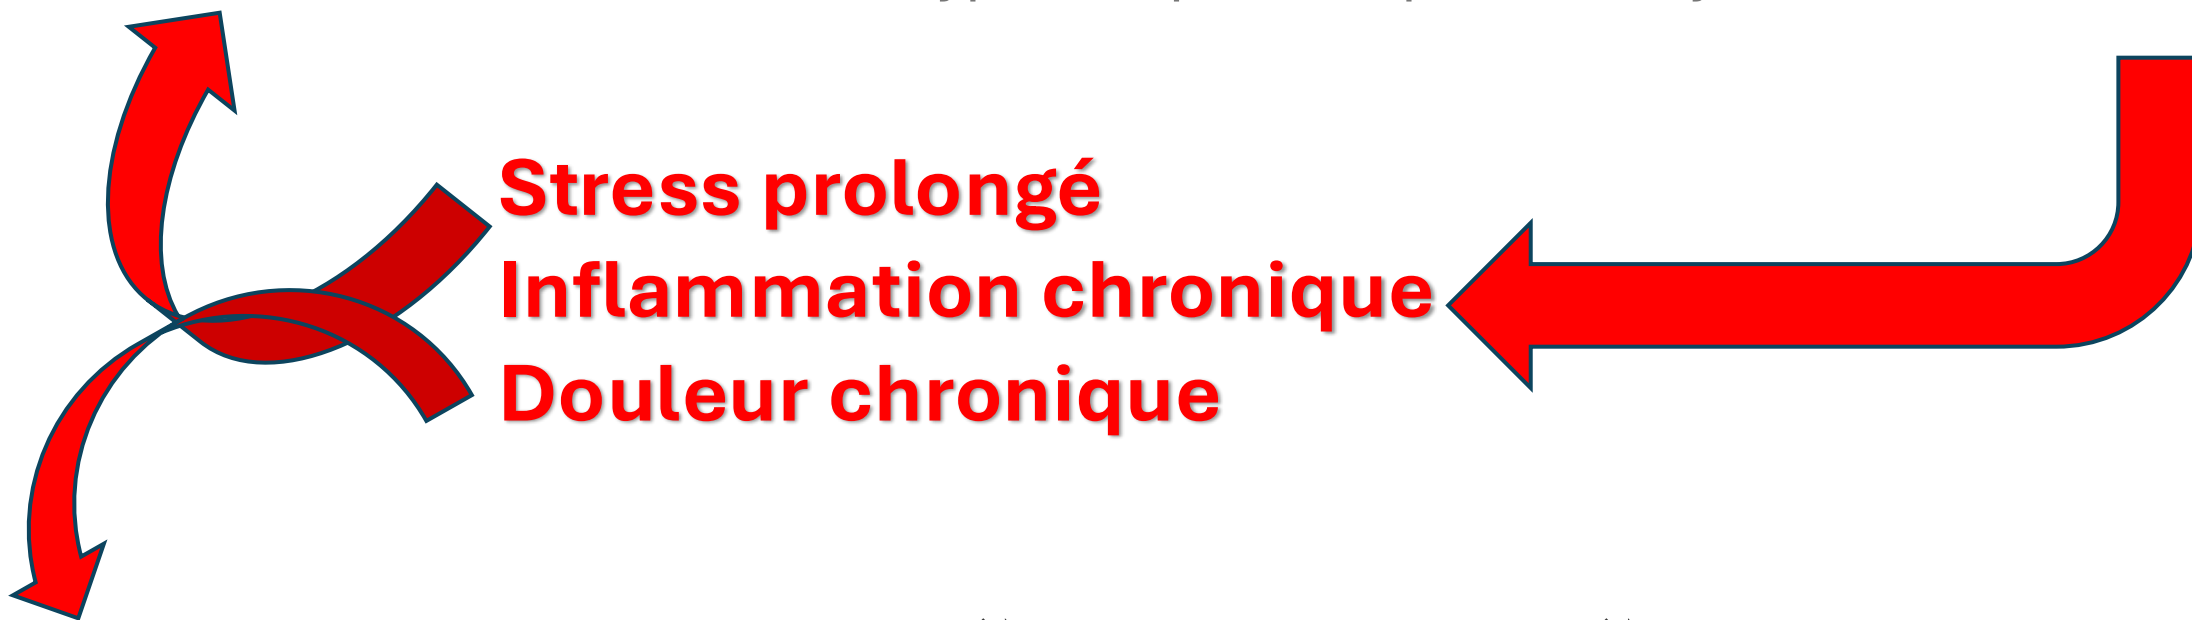 Stress prolongé
Inflammation chronique
Douleur chronique